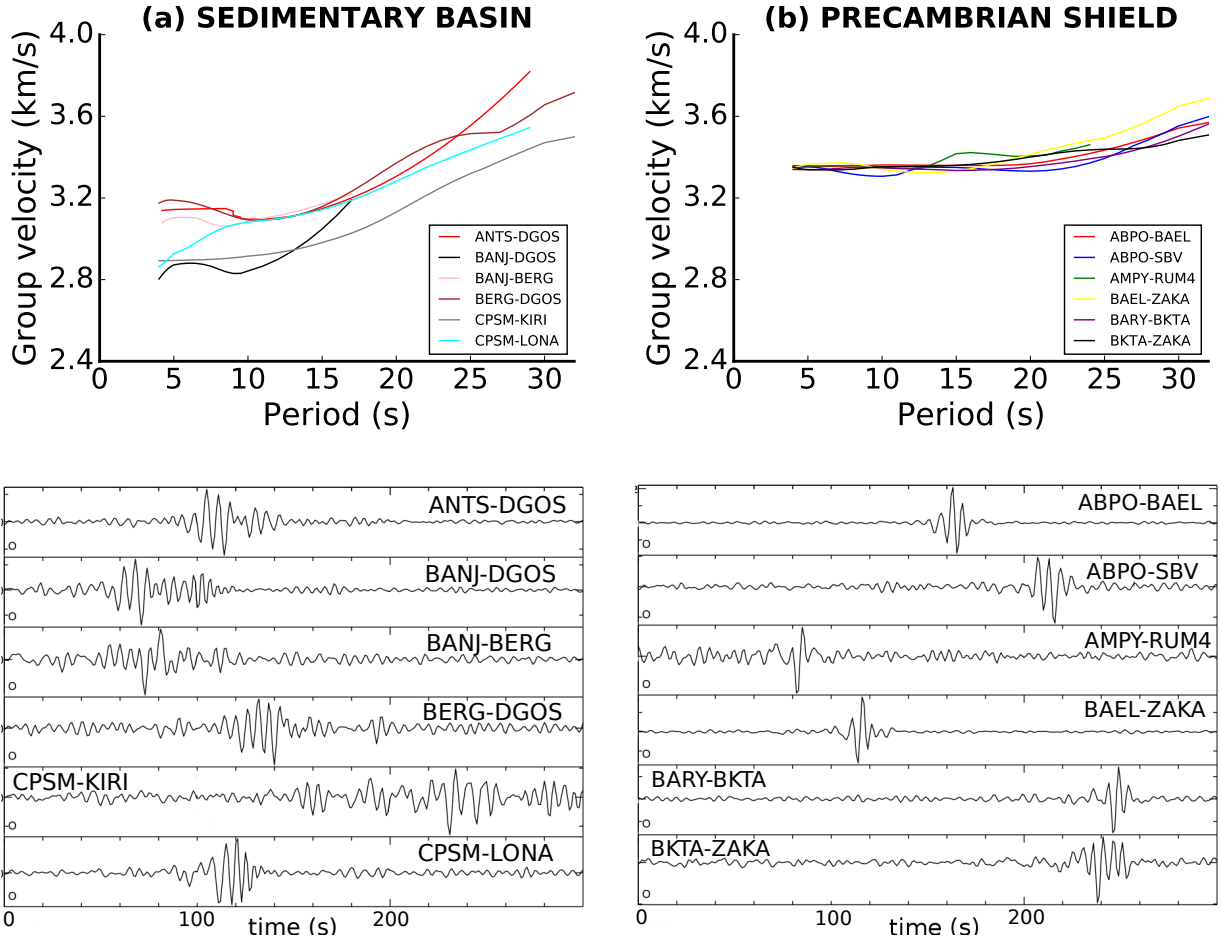 (a) SEDIMENTARY BASIN
Group velocity (km/s)
4.0
3.6
3.2
2.8
2.4
0 5 10 15 20 25 30
Period (s)
ANTS-DGOS
BANJ-DGOS
BANJ-BERG
BERG-DGOS
CPSM-KIRI
CPSM-LONA
(b) PRECAMBRIAN SHIELD
Group velocity (km/s)
4.0
3.6
3.2
2.8
2.4
0 5 10 15 20 25 30
Period (s)
ABPO-BAEL
ABPO-SBV
AMPY-RUM4
BAEL-ZAKA
BARY-BKTA
BKTA-ZAKA
ANTS-DGOS
BANJ-DGOS
BANJ-BERG
BERG-DGOS
CPSM-KIRI
CPSM-LONA
0 100 200
time (s)
ABPO-BAEL
ABPO-SBV
AMPY-RUM4
BAEL-ZAKA
BARY-BKTA
BKTA-ZAKA
0 100 200
time (s)